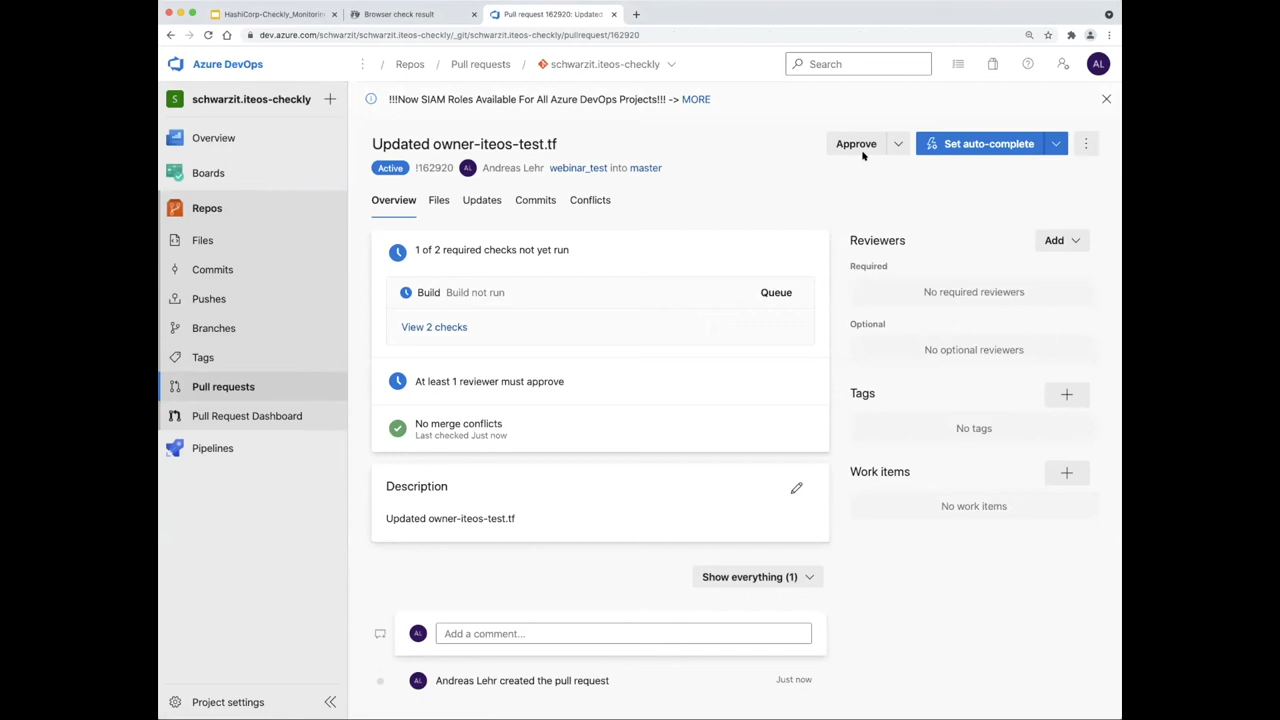 HashiCorp-Checkly_Monitorin
Browser check result
Pull request 162920: Updated
dev.azure.com/schwarzit/schwarzit.iteos-checkly/_git/schwarzit.iteos-checkly/pullrequest/162920
Azure DevOps
/ Repos / Pull requests / schwarzit.iteos-checkly
Search
AL
S schwarzit.iteos-checkly
!!!Now SIAM Roles Available For All Azure DevOps Projects!!! -> MORE
Overview
Boards
Repos
Files
Commits
Pushes
Branches
Tags
Pull requests
Pull Request Dashboard
Pipelines
Project settings
Updated owner-iteos-test.tf
Approve
Set auto-complete
Active !162920 AL Andreas Lehr webinar_test into master
Overview Files Updates Commits Conflicts
1 of 2 required checks not yet run
Build Build not run Queue
View 2 checks
At least 1 reviewer must approve
No merge conflicts
Last checked Just now
Description
Updated owner-iteos-test.tf
Show everything (1)
AL Add a comment...
AL Andreas Lehr created the pull request Just now
Reviewers Add
Required
No required reviewers
Optional
No optional reviewers
Tags
No tags
Work items
No work items